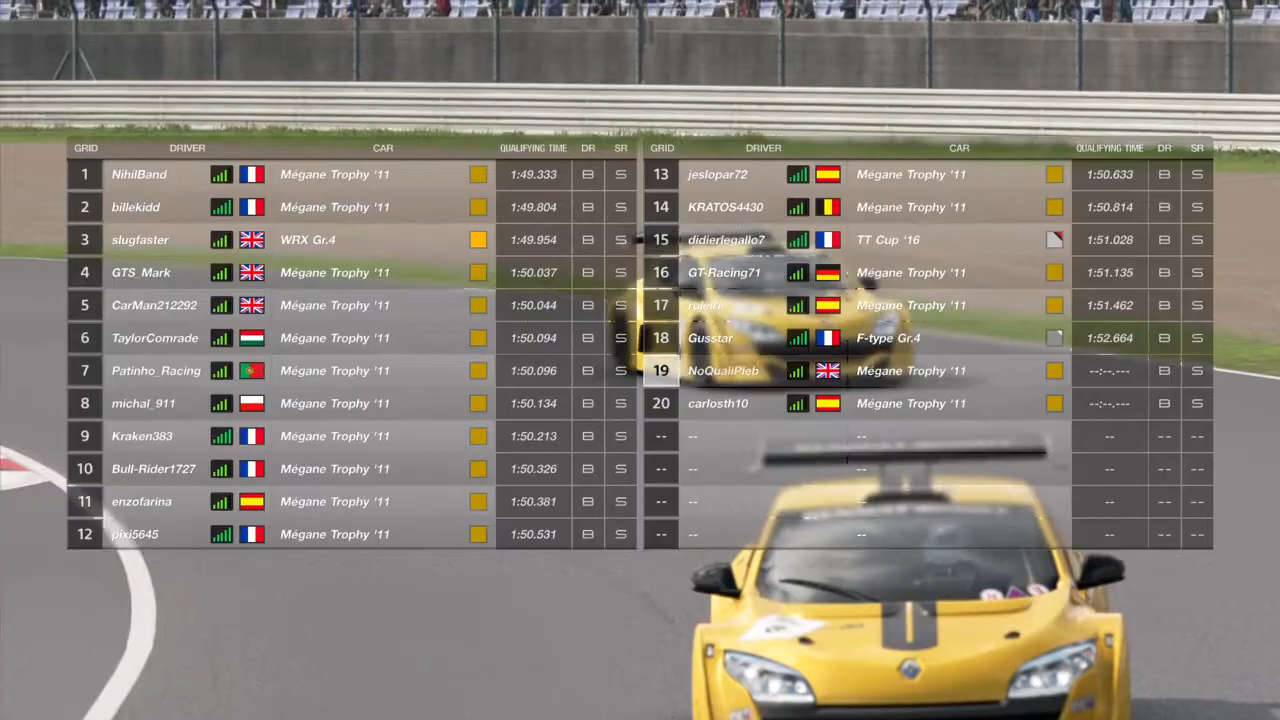 GRID DRIVER CAR QUALIFYING TIME DR SR
1 NihilBand Mégane Trophy '11 1:49.333 B S
2 billekidd Mégane Trophy '11 1:49.804 B S
3 slugfaster WRX Gr.4 1:49.954 B S
4 GTS_Mark Mégane Trophy '11 1:50.037 B S
5 CarMan212292 Mégane Trophy '11 1:50.044 B S
6 TaylorComrade Mégane Trophy '11 1:50.094 B S
7 Patinho_Racing Mégane Trophy '11 1:50.096 B S
8 michal_911 Mégane Trophy '11 1:50.134 B S
9 Kraken383 Mégane Trophy '11 1:50.213 B S
10 Bull-Rider1727 Mégane Trophy '11 1:50.326 B S
11 enzofarina Mégane Trophy '11 1:50.381 B S
12 pixi5645 Mégane Trophy '11 1:50.531 B S
GRID DRIVER CAR QUALIFYING TIME DR SR
13 jeslopar72 Mégane Trophy '11 1:50.633 B S
14 KRATOS4430 Mégane Trophy '11 1:50.814 B S
15 didierlegallo7 TT Cup '16 1:51.028 B S
16 GT-Racing71 Mégane Trophy '11 1:51.135 B S
17 Mégane Trophy '11 1:51.462 B S
18 Gusstar F-type Gr.4 1:52.664 B S
19 NoQualiPleb Mégane Trophy '11 --:--.--- B S
20 carlosth10 Mégane Trophy '11 --:--.--- B S
-- -- -- -- -- --
-- -- -- -- -- --
-- -- -- -- -- --
-- -- -- -- -- --